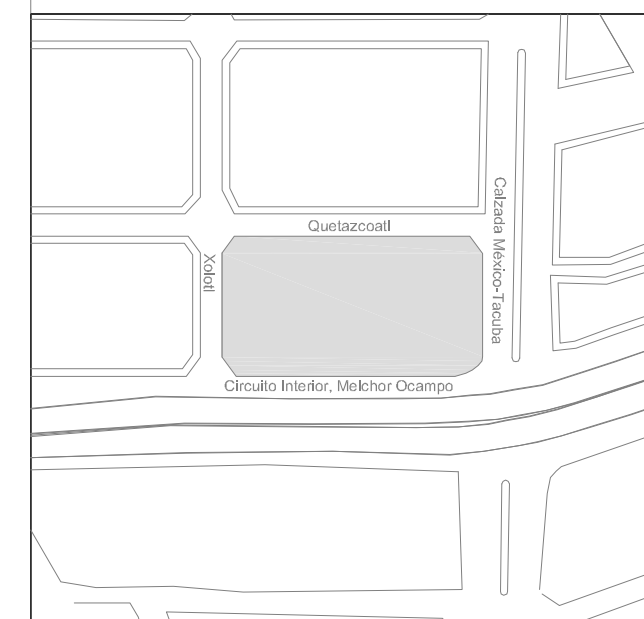 Quetazcoatl
Calzada México-Tacuba
Xolotl
Circuito Interior, Melchor Ocampo